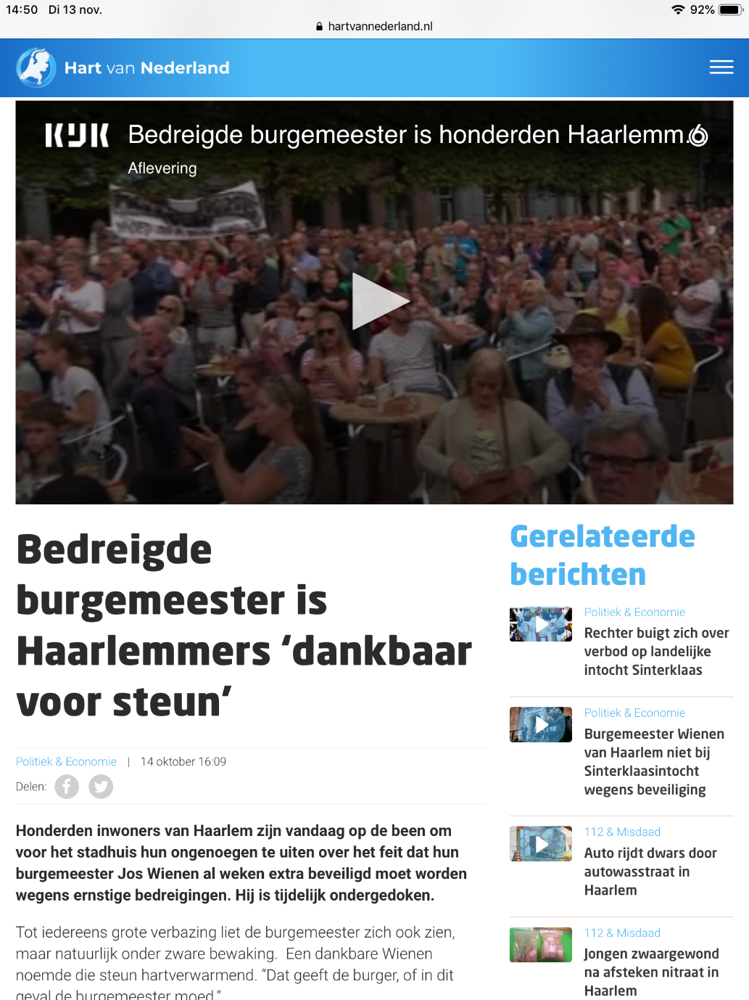 14:50 Di 13 nov.
92%
hartvannederland.nl
Hart van Nederland
KIJK
Bedreigde burgemeester is honderden Haarlemm...
6
Aflevering
Bedreigde
burgemeester is
Haarlemmers ‘dankbaar
voor steun’
Politiek & Economie | 14 oktober 16:09
Delen:
Honderden inwoners van Haarlem zijn vandaag op de been om
voor het stadhuis hun ongenoegen te uiten over het feit dat hun
burgemeester Jos Wienen al weken extra beveiligd moet worden
wegens ernstige bedreigingen. Hij is tijdelijk ondergedoken.
Tot iedereens grote verbazing liet de burgemeester zich ook zien,
maar natuurlijk onder zware bewaking. Een dankbare Wienen
noemde die steun hartverwarmend. “Dat geeft de burger, of in dit
geval de burgemeester moed.”
Gerelateerde
berichten
Politiek & Economie
Rechter buigt zich over
verbod op landelijke
intocht Sinterklaas
Politiek & Economie
Burgemeester Wienen
van Haarlem niet bij
Sinterklaasintocht
wegens beveiliging
112 & Misdaad
Auto rijdt dwars door
autowasstraat in
Haarlem
112 & Misdaad
Jongen zwaargewond
na afsteken nitraat in
Haarlem